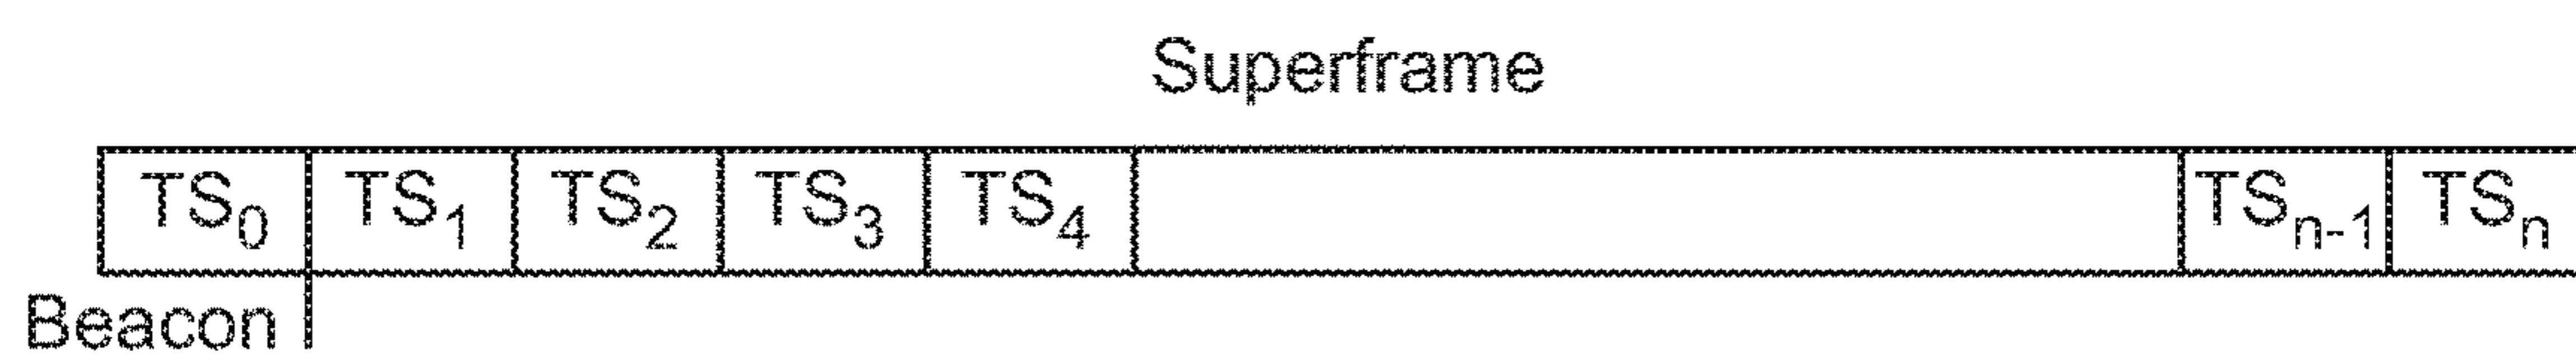 Superframe
TS₀ TS₁ TS₂ TS₃ TS₄ TSₙ₋₁ TSₙ
Beacon